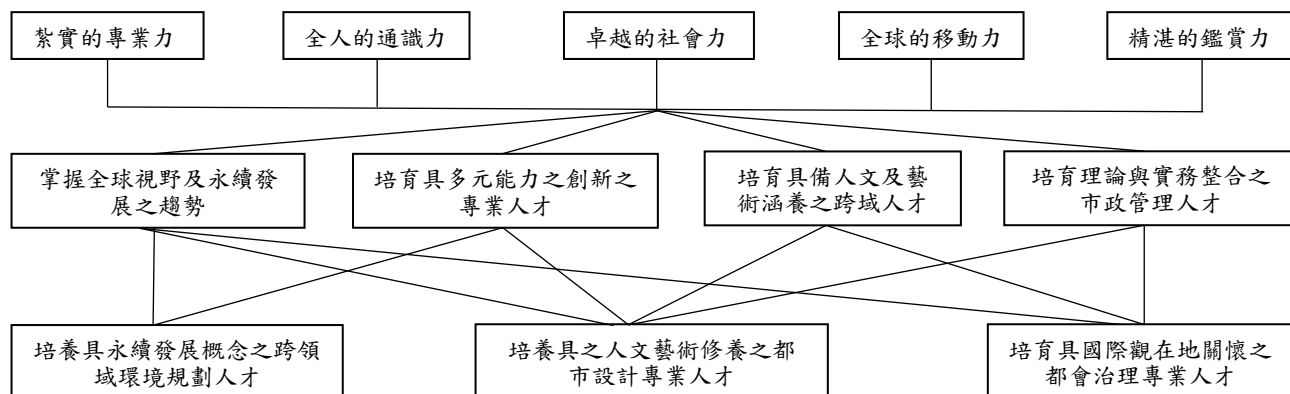 紮實的專業力
全人的通識力
卓越的社會力
全球的移動力
精湛的鑑賞力
掌握全球視野及永續發
展之趨勢
培育具多元能力之創新之
專業人才
培育具備人文及藝
術涵養之跨域人才
培育理論與實務整合之
市政管理人才
培養具永續發展概念之跨領
域環境規劃人才
培養具之人文藝術修養之都
市設計專業人才
培育具國際觀在地關懷之
都會治理專業人才